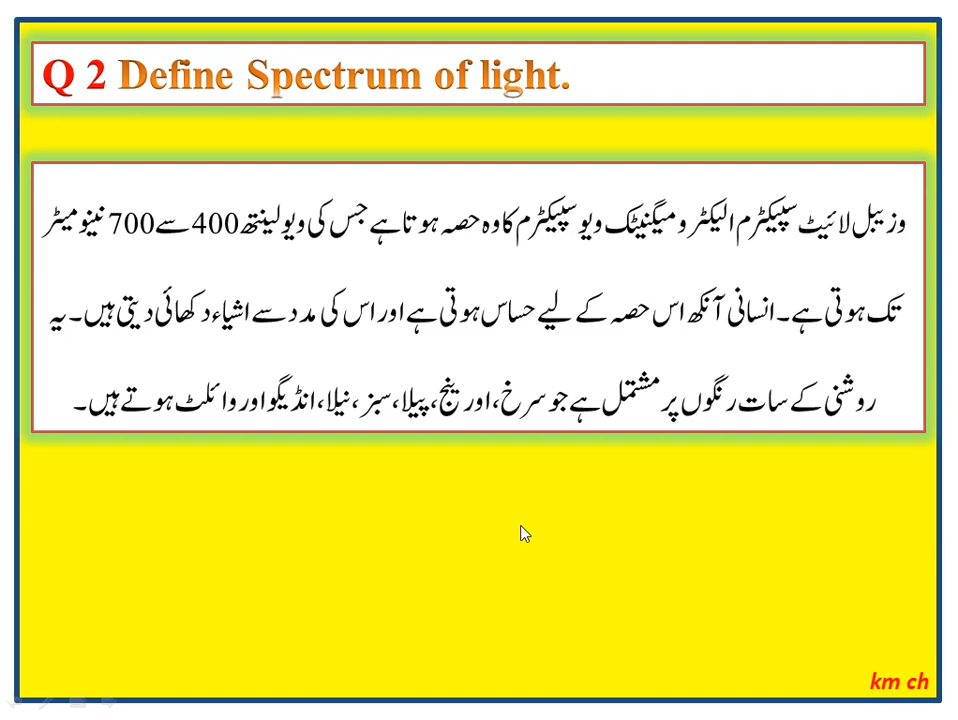 Q 2 Define Spectrum of light.
وزیبل لائیٹ سپیکٹرم الیکٹرومیگنیٹک ویو سپیکٹرم کا وہ حصہ ہوتا ہے جس کی ویولینتھ 400 سے 700 نینو میٹر
تک ہوتی ہے۔ انسانی آنکھ اس حصہ کے لیے حساس ہوتی ہے اور اس کی مدد سے اشیاء دکھائی دیتی ہیں۔ یہ
روشنی کے سات رنگوں پر مشتمل ہے جو سرخ، اورینج، پیلا، سبز، نیلا، انڈیگو اور وائلٹ ہوتے ہیں۔
km ch